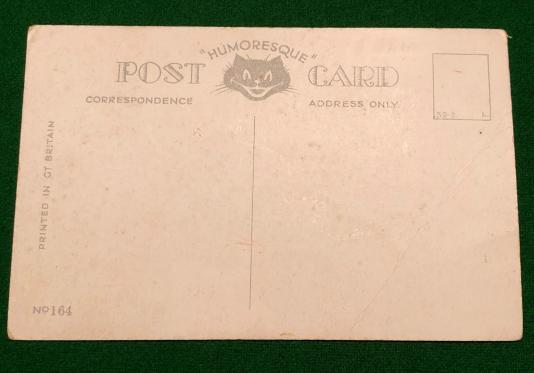 "HUMORESQUE"
POST CARD
CORRESPONDENCE ADDRESS ONLY
PRINTED IN GT BRITAIN
Nº164